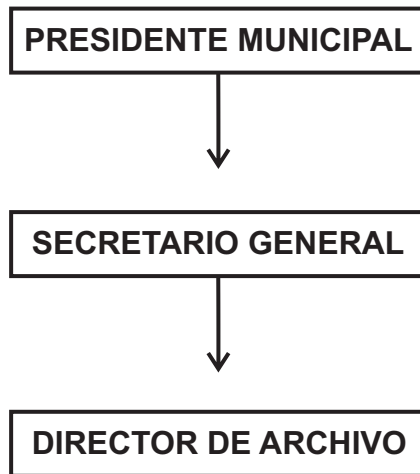 PRESIDENTE MUNICIPAL
SECRETARIO GENERAL
DIRECTOR DE ARCHIVO